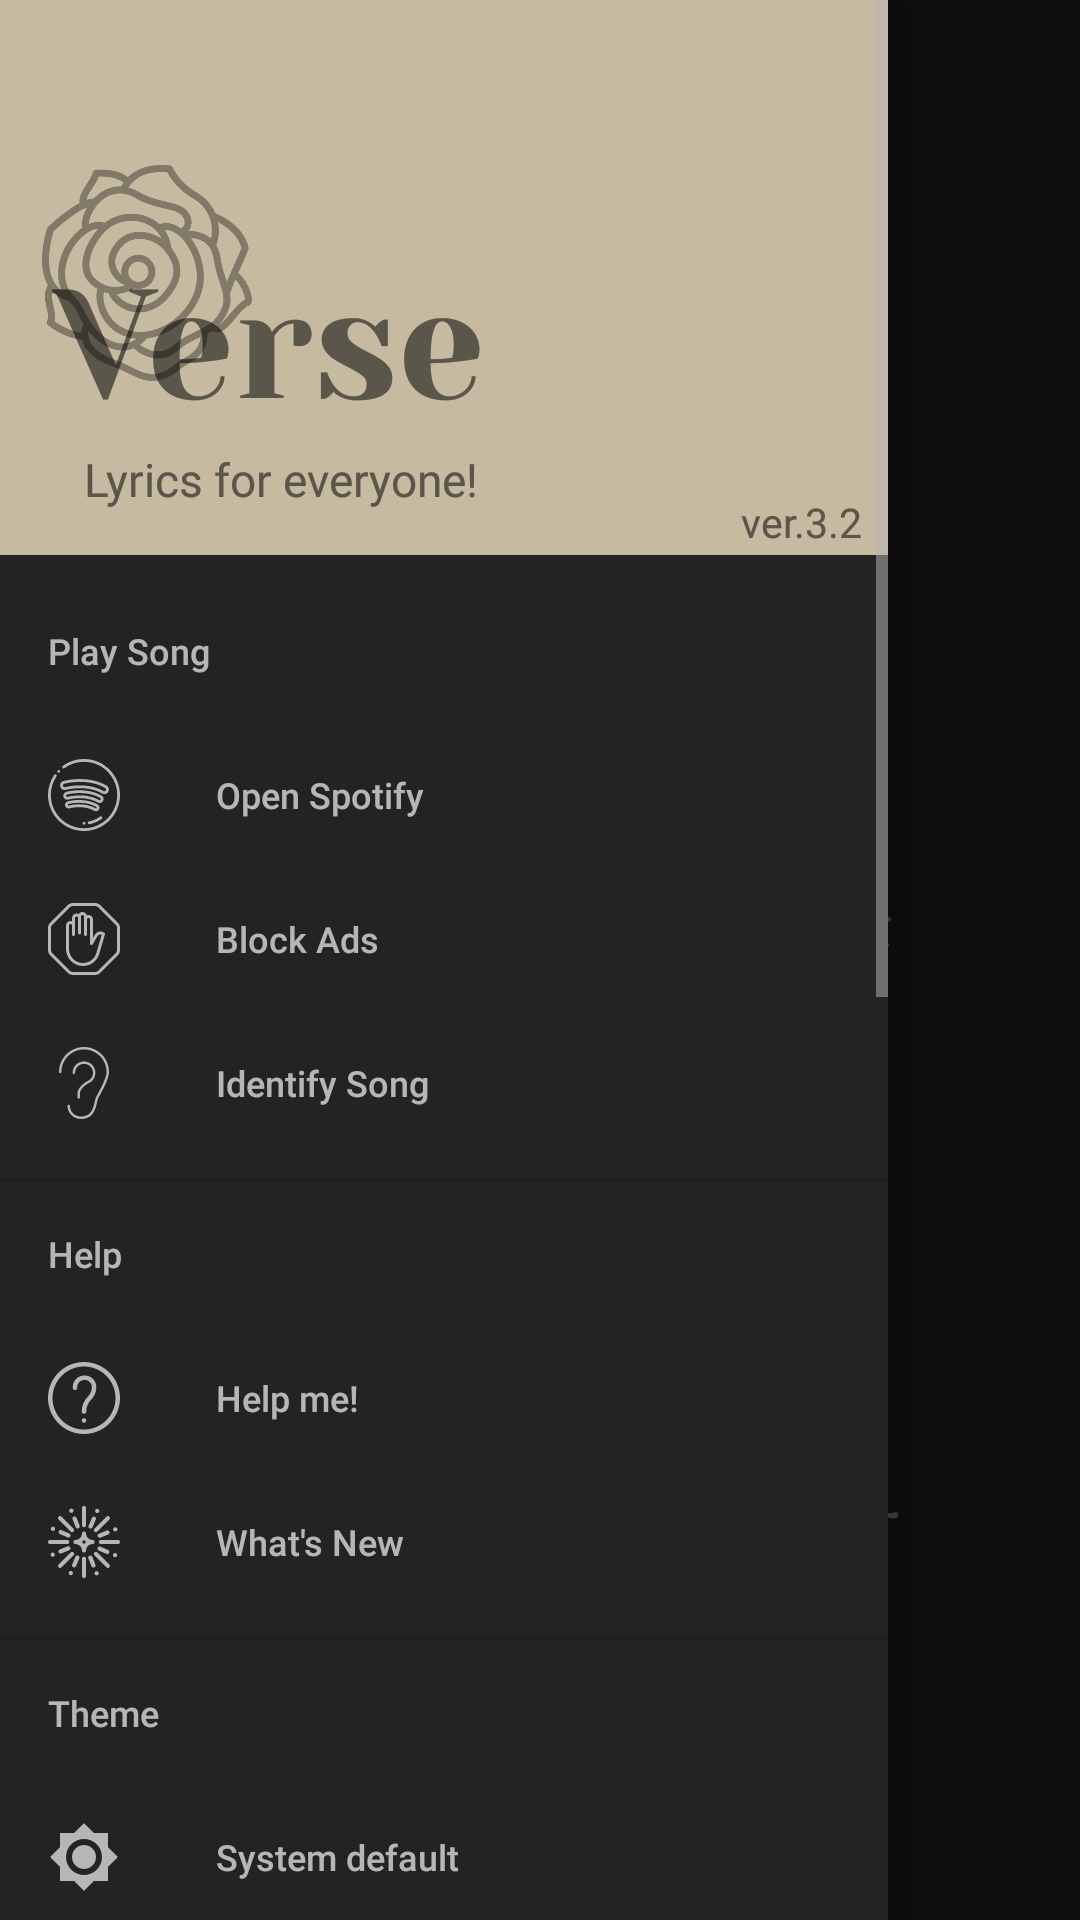 Verse
Lyrics for everyone!
ver.3.2
Play Song
Open Spotify
Block Ads
Identify Song
Help
Help me!
What's New
Theme
System default